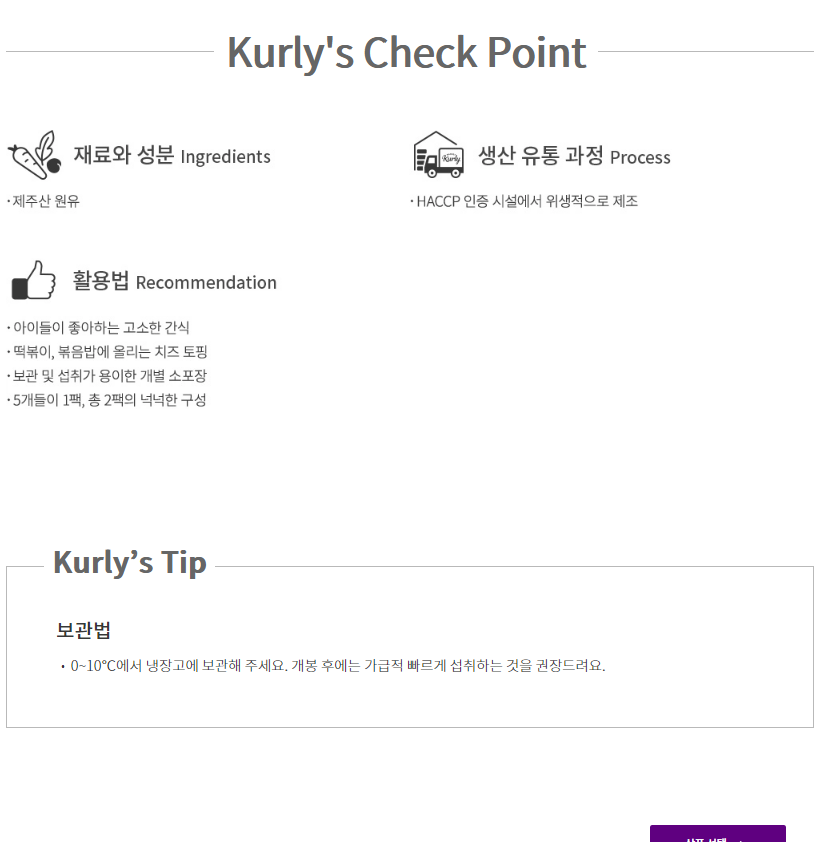 Kurly's Check Point
재료와 성분 Ingredients
· 제주산 원유
생산 유통 과정 Process
· HACCP 인증 시설에서 위생적으로 제조
Kurly
활용법 Recommendation
· 아이들이 좋아하는 고소한 간식
· 떡볶이, 볶음밥에 올리는 치즈 토핑
· 보관 및 섭취가 용이한 개별 소포장
· 5개들이 1팩, 총 2팩의 넉넉한 구성
Kurly’s Tip
보관법
• 0~10℃에서 냉장고에 보관해 주세요. 개봉 후에는 가급적 빠르게 섭취하는 것을 권장드려요.